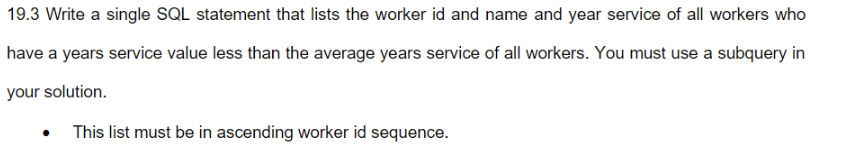 19.3 Write a single SQL statement that lists the worker id and name and year service of all workers who
have a years service value less than the average years service of all workers. You must use a subquery in
your solution.
• This list must be in ascending worker id sequence.